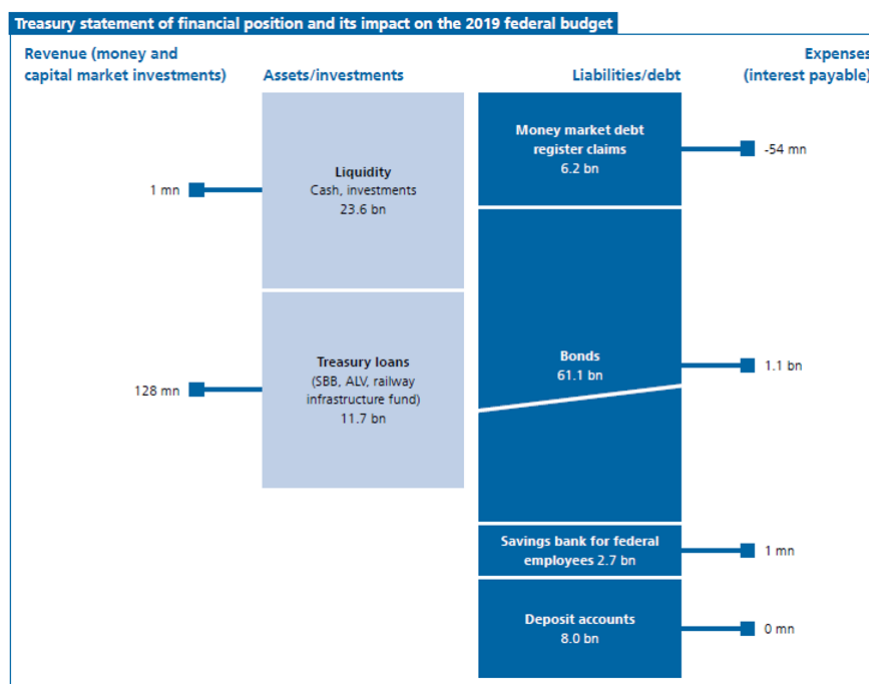 Treasury statement of financial position and its impact on the 2019 federal budget
Revenue (money and
capital market investments)
Assets/investments
Liabilities/debt
Expenses
(interest payable)
Liquidity
Cash, investments
23.6 bn
1 mn
Treasury loans
(SBB, ALV, railway
infrastructure fund)
11.7 bn
128 mn
Money market debt
register claims
6.2 bn
-54 mn
Bonds
61.1 bn
1.1 bn
Savings bank for federal
employees 2.7 bn
1 mn
Deposit accounts
8.0 bn
0 mn